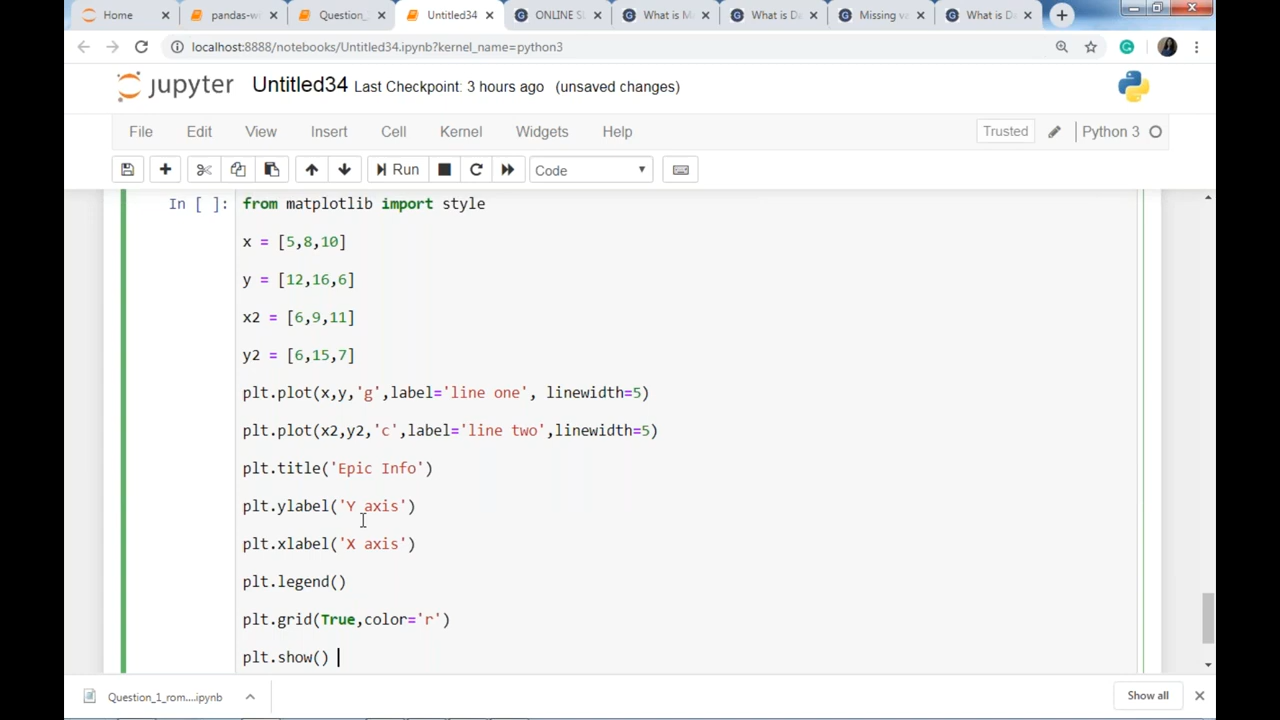 Home
pandas-w
Question_
Untitled34
ONLINE S
What is M
What is Da
Missing va
What is Da
localhost:8888/notebooks/Untitled34.ipynb?kernel_name=python3
jupyter Untitled34 Last Checkpoint: 3 hours ago (unsaved changes)
File Edit View Insert Cell Kernel Widgets Help Trusted Python 3
Run Code
In [ ]: from matplotlib import style
x = [5,8,10]
y = [12,16,6]
x2 = [6,9,11]
y2 = [6,15,7]
plt.plot(x,y,'g',label='line one', linewidth=5)
plt.plot(x2,y2,'c',label='line two',linewidth=5)
plt.title('Epic Info')
plt.ylabel('Y axis')
plt.xlabel('X axis')
plt.legend()
plt.grid(True,color='r')
plt.show()
Question_1_rom....ipynb Show all